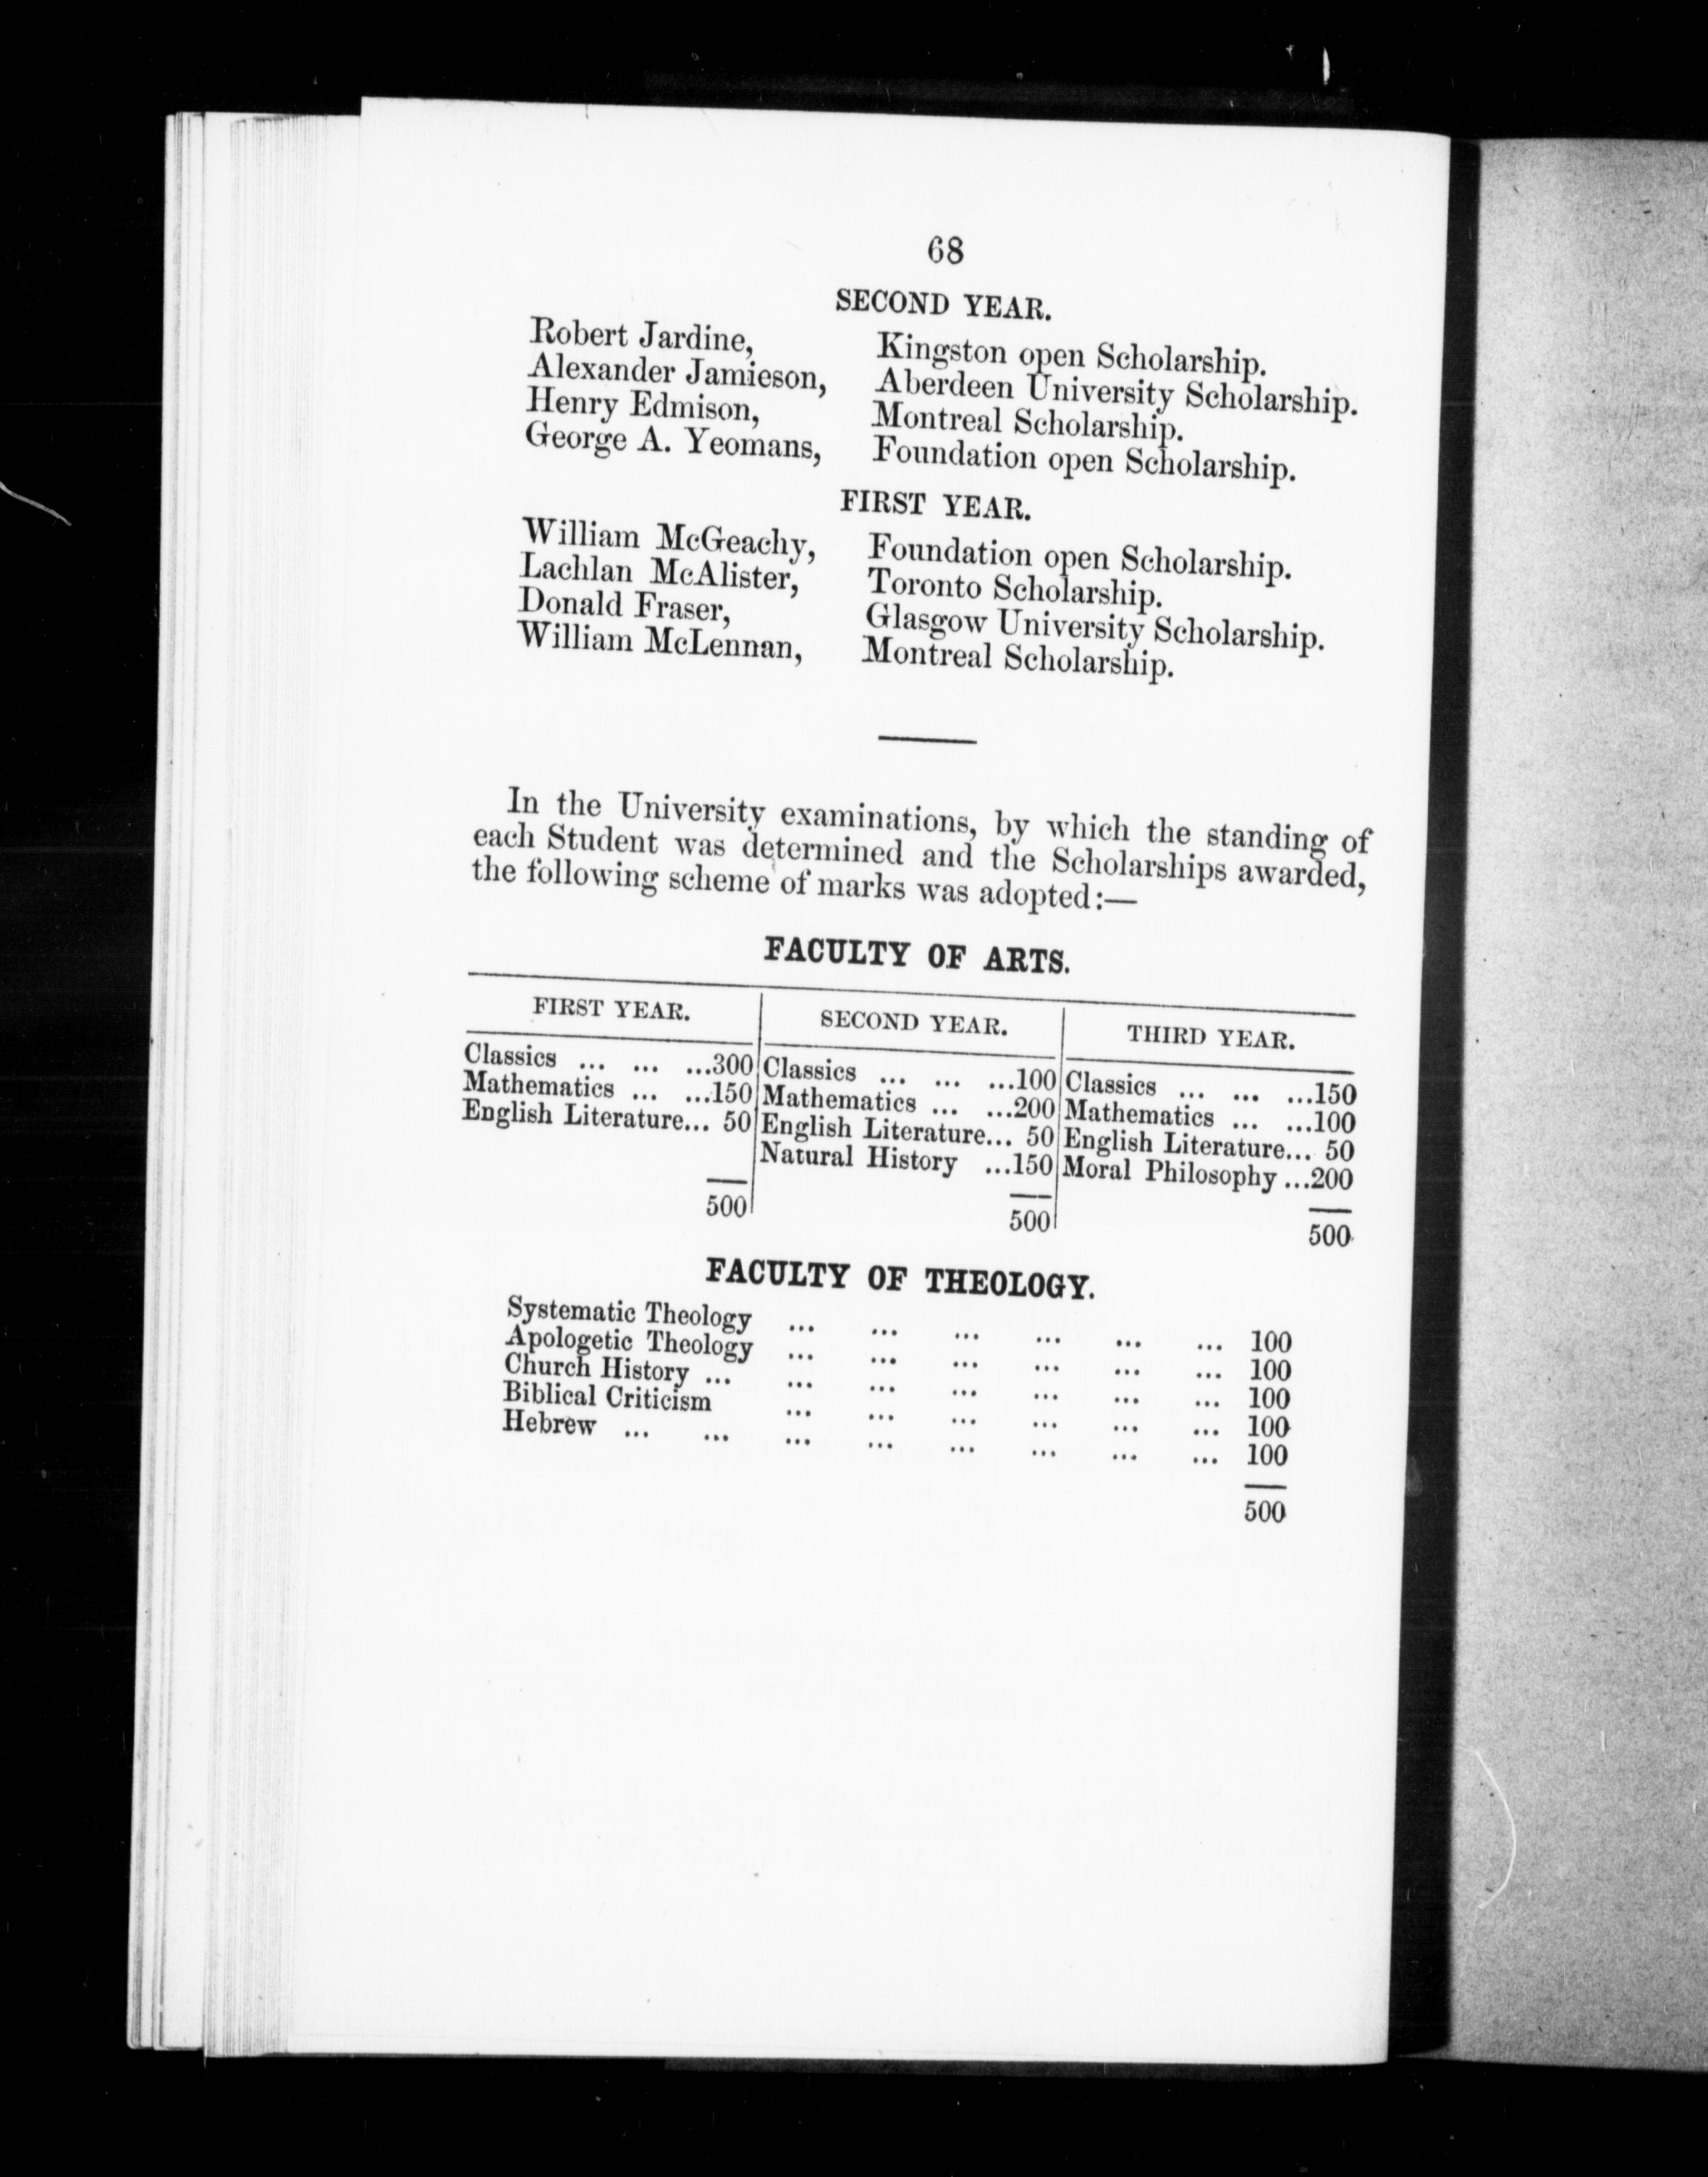 68
SECOND YEAR.
Robert Jardine, Kingston open Scholarship.
Alexander Jamieson, Aberdeen University Scholarship.
Henry Edmison, Montreal Scholarship.
George A. Yeomans, Foundation open Scholarship.
FIRST YEAR.
William McGeachy, Foundation open Scholarship.
Lachlan McAlister, Toronto Scholarship.
Donald Fraser, Glasgow University Scholarship.
William McLennan, Montreal Scholarship.
In the University examinations, by which the standing of
each Student was determined and the Scholarships awarded,
the following scheme of marks was adopted:—
FACULTY OF ARTS.
FIRST YEAR. SECOND YEAR. THIRD YEAR.
Classics ... ... ...300 Classics ... ... ...100 Classics ... ... ...150
Mathematics ... ...150 Mathematics ... ...200 Mathematics ... ...100
English Literature... 50 English Literature... 50 English Literature... 50
Natural History ...150 Moral Philosophy ...200
500 500 500
FACULTY OF THEOLOGY.
Systematic Theology ... ... ... ... ... ... 100
Apologetic Theology ... ... ... ... ... ... 100
Church History ... ... ... ... ... ... ... 100
Biblical Criticism ... ... ... ... ... ... 100
Hebrew ... ... ... ... ... ... ... ... 100
500